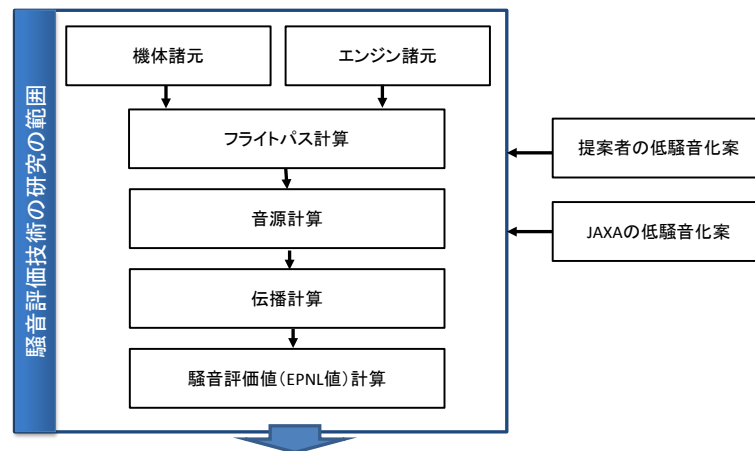 騒音評価技術の研究の範囲
機体諸元
エンジン諸元
フライトパス計算
音源計算
伝播計算
騒音評価値(EPNL値)計算
提案者の低騒音化案
JAXAの低騒音化案